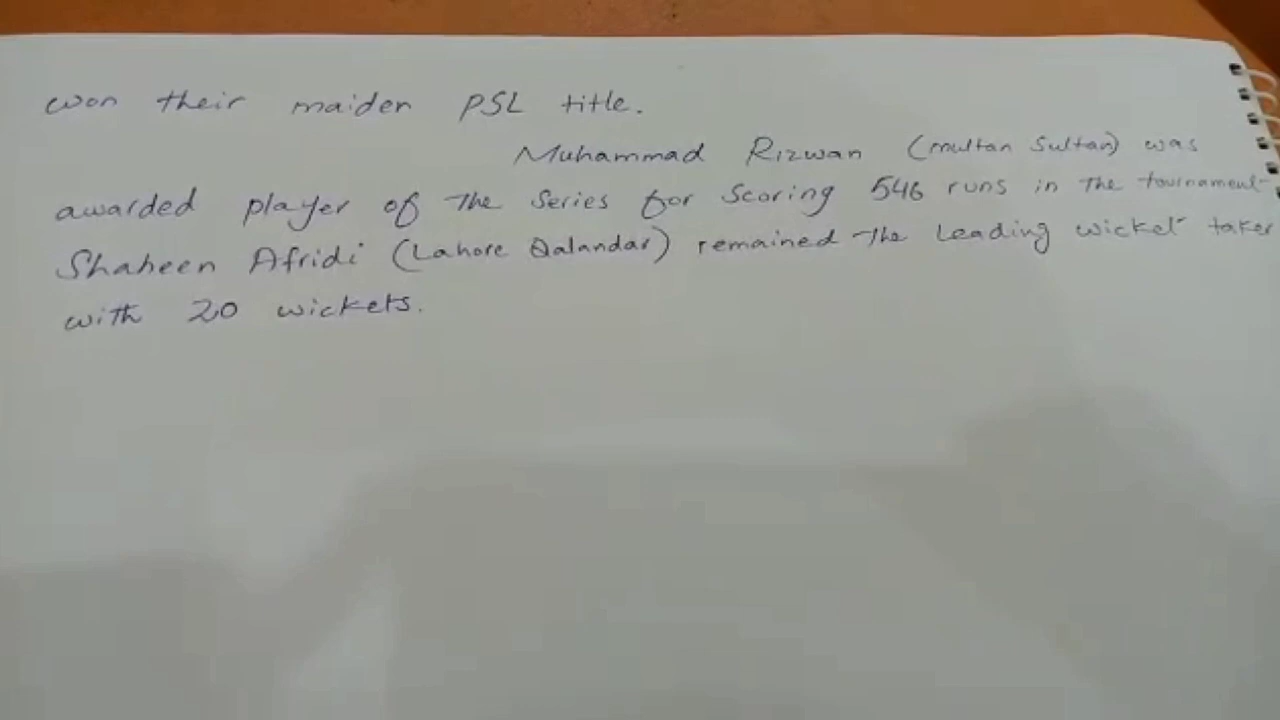 won their maiden PSL title.
Muhammad Rizwan (multan Sultan) was
awarded player of the Series for Scoring 546 runs in the tournament
Shaheen Afridi (Lahore Qalandar) remained the leading wicket taker
with 20 wickets.